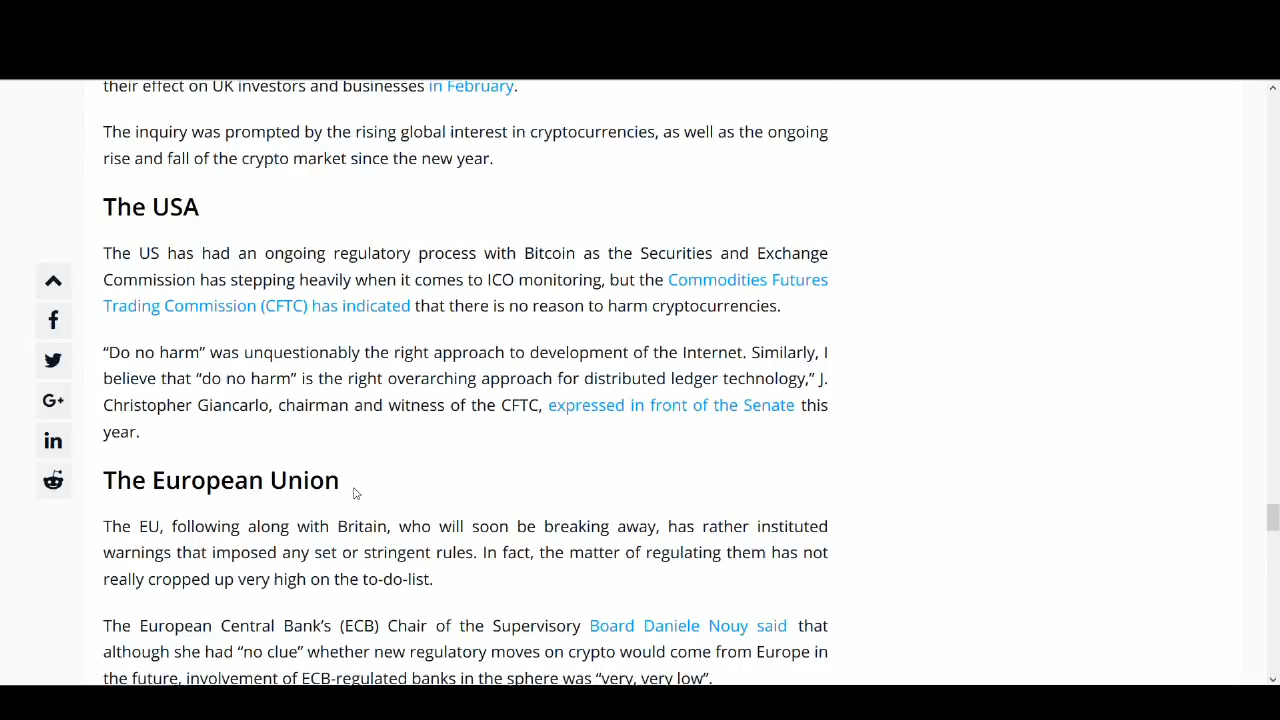 their effect on UK investors and businesses in February.
The inquiry was prompted by the rising global interest in cryptocurrencies, as well as the ongoing
rise and fall of the crypto market since the new year.
The USA
The US has had an ongoing regulatory process with Bitcoin as the Securities and Exchange
Commission has stepping heavily when it comes to ICO monitoring, but the Commodities Futures
Trading Commission (CFTC) has indicated that there is no reason to harm cryptocurrencies.
“Do no harm” was unquestionably the right approach to development of the Internet. Similarly, I
believe that “do no harm” is the right overarching approach for distributed ledger technology,” J.
Christopher Giancarlo, chairman and witness of the CFTC, expressed in front of the Senate this
year.
The European Union
The EU, following along with Britain, who will soon be breaking away, has rather instituted
warnings that imposed any set or stringent rules. In fact, the matter of regulating them has not
really cropped up very high on the to-do-list.
The European Central Bank’s (ECB) Chair of the Supervisory Board Daniele Nouy said that
although she had “no clue” whether new regulatory moves on crypto would come from Europe in
the future, involvement of ECB-regulated banks in the sphere was “very, very low”.